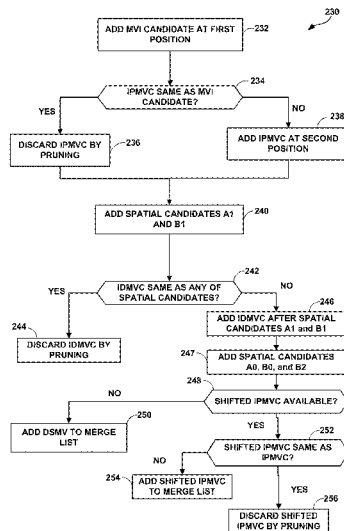 230
ADD MVI CANDIDATE AT FIRST
POSITION
232
234
IPMVC SAME AS MVI
CANDIDATE?
YES
NO
DISCARD IPMVC BY
PRUNING
236
238
ADD IPMVC AT SECOND
POSITION
ADD SPATIAL CANDIDATES A1
AND B1
240
242
IDMVC SAME AS ANY OF
SPATIAL CANDIDATES?
YES
NO
244
DISCARD IDMVC BY
PRUNING
246
ADD IDMVC AFTER SPATIAL
CANDIDATES A1 and B1
247
ADD SPATIAL CANDIDATES
A0, B0, and B2
248
SHIFTED IPMVC AVAILABLE?
NO
YES
250
ADD DSMV TO MERGE
LIST
252
SHIFTED IPMVC SAME AS
IPMVC?
NO
YES
254
ADD SHIFTED IPMVC
TO MERGE LIST
256
DISCARD SHIFTED
IPMVC BY PRUNING